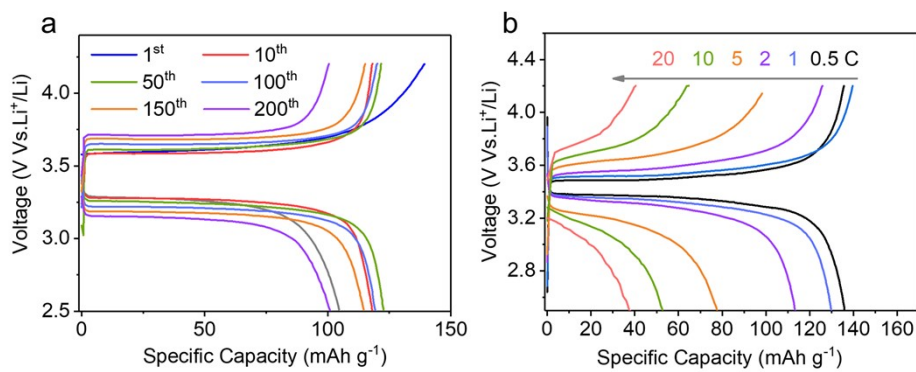 a
Voltage (V Vs.Li⁺/Li)
4.0
3.5
3.0
2.5
1ˢᵗ 10ᵗʰ
50ᵗʰ 100ᵗʰ
150ᵗʰ 200ᵗʰ
0 50 100 150
Specific Capacity (mAh g⁻¹)
b
Voltage (V Vs.Li⁺/Li)
4.4
4.0
3.6
3.2
2.8
20 10 5 2 1 0.5 C
0 20 40 60 80 100 120 140 160
Specific Capacity (mAh g⁻¹)